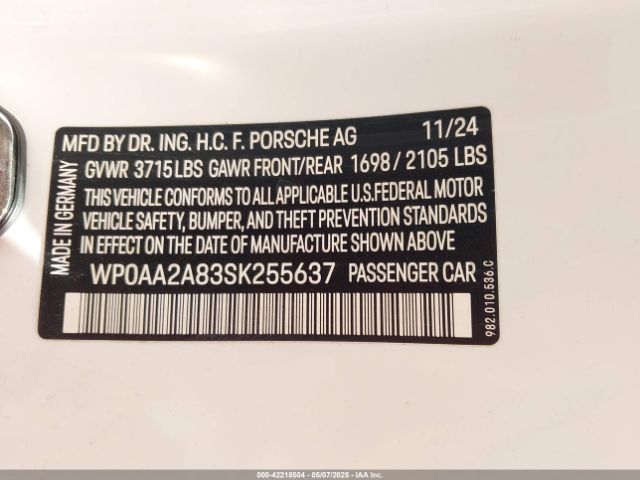 MFD BY DR. ING. H.C. F. PORSCHE AG 11/24
GVWR 3715 LBS GAWR FRONT/REAR 1698 / 2105 LBS
THIS VEHICLE CONFORMS TO ALL APPLICABLE U.S.FEDERAL MOTOR
VEHICLE SAFETY, BUMPER, AND THEFT PREVENTION STANDARDS
IN EFFECT ON THE DATE OF MANUFACTURE SHOWN ABOVE.
WP0AA2A83SK255637 PASSENGER CAR
MADE IN GERMANY
982.010.536.C
000-42218504 - 05/07/2025 - IAA Inc.